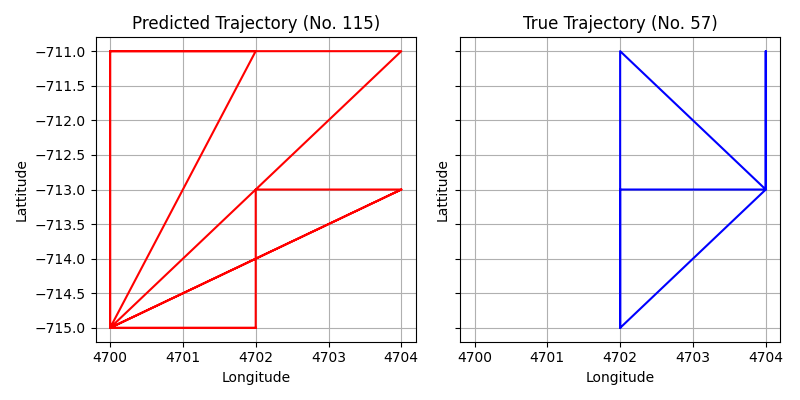 Predicted Trajectory (No. 115)
True Trajectory (No. 57)
Lattitude
−711.0
−711.5
−712.0
−712.5
−713.0
−713.5
−714.0
−714.5
−715.0
4700 4701 4702 4703 4704
Longitude
Lattitude
4700 4701 4702 4703 4704
Longitude